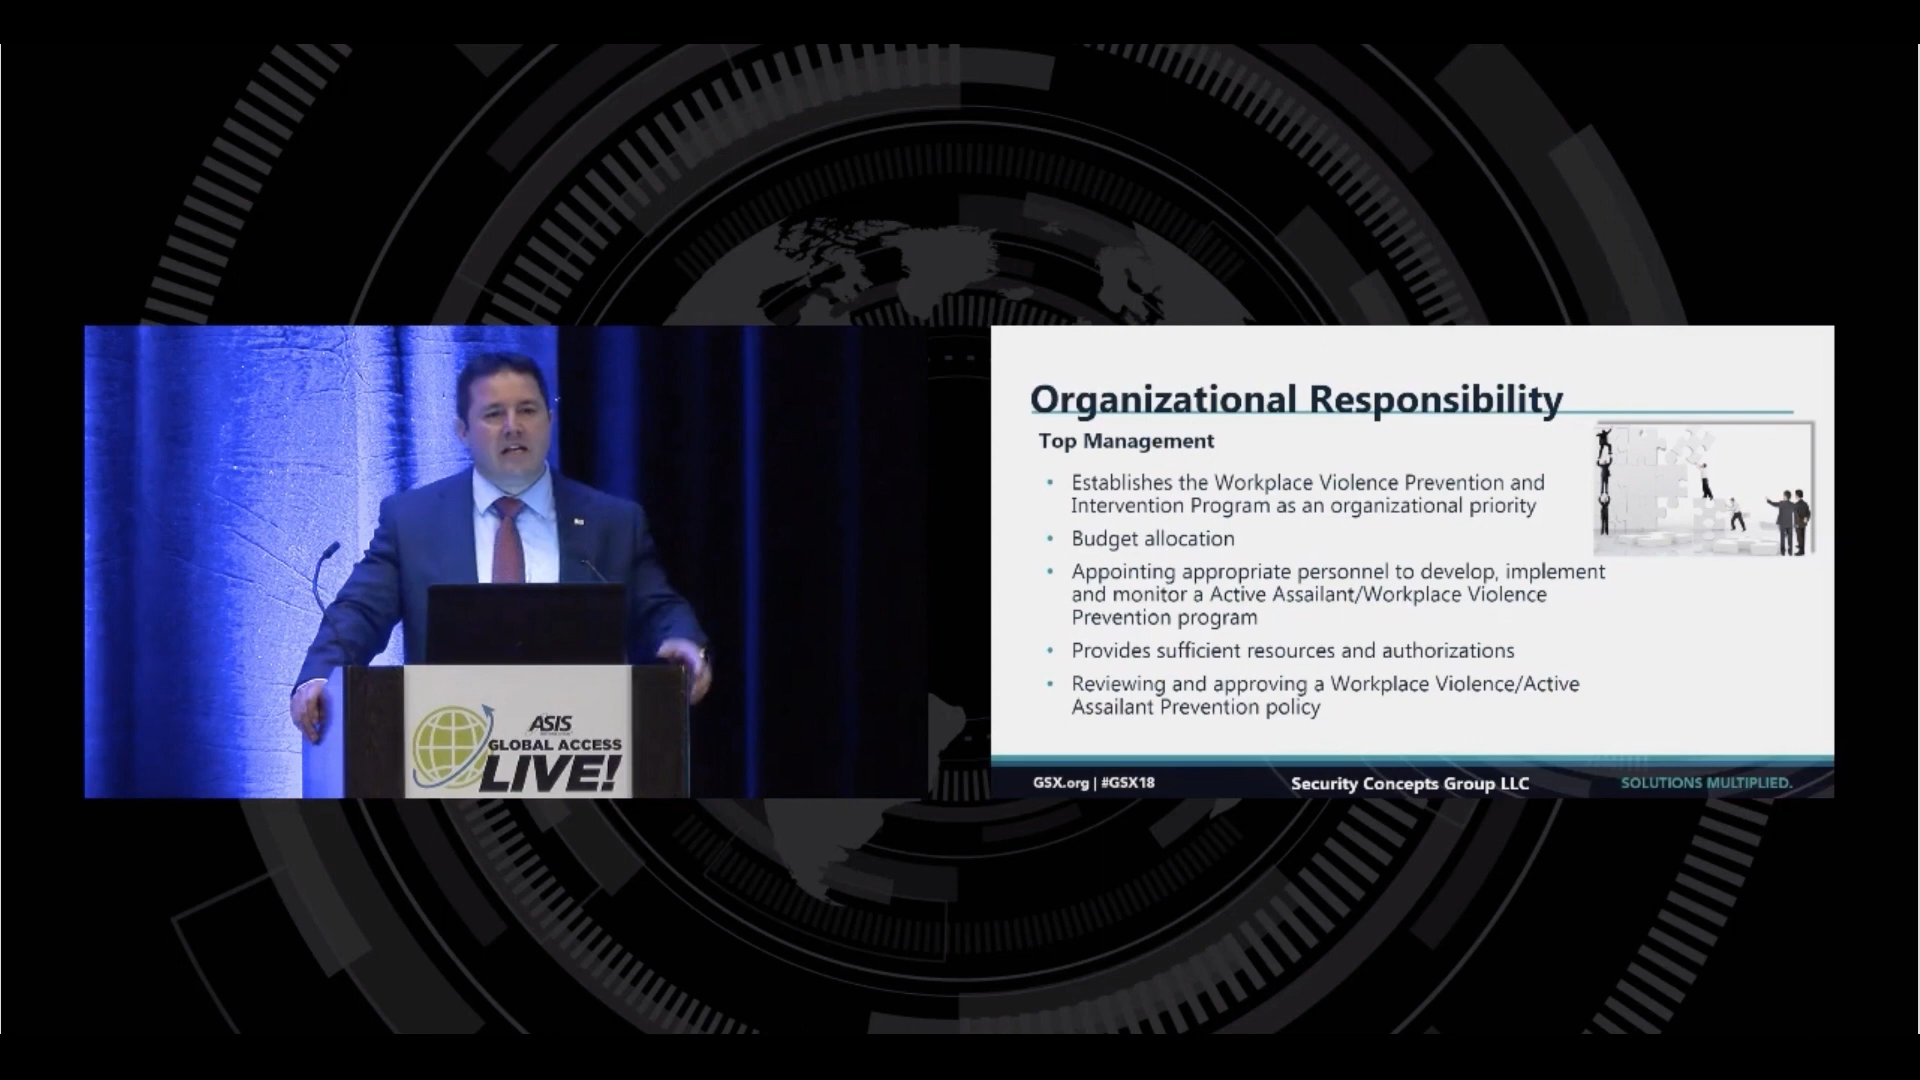 ASIS
GLOBAL ACCESS
LIVE!
Organizational Responsibility
Top Management
• Establishes the Workplace Violence Prevention and
Intervention Program as an organizational priority
• Budget allocation
• Appointing appropriate personnel to develop, implement
and monitor a Active Assailant/Workplace Violence
Prevention program
• Provides sufficient resources and authorizations
• Reviewing and approving a Workplace Violence/Active
Assailant Prevention policy
GSX.org | #GSX18
Security Concepts Group LLC
SOLUTIONS MULTIPLIED.